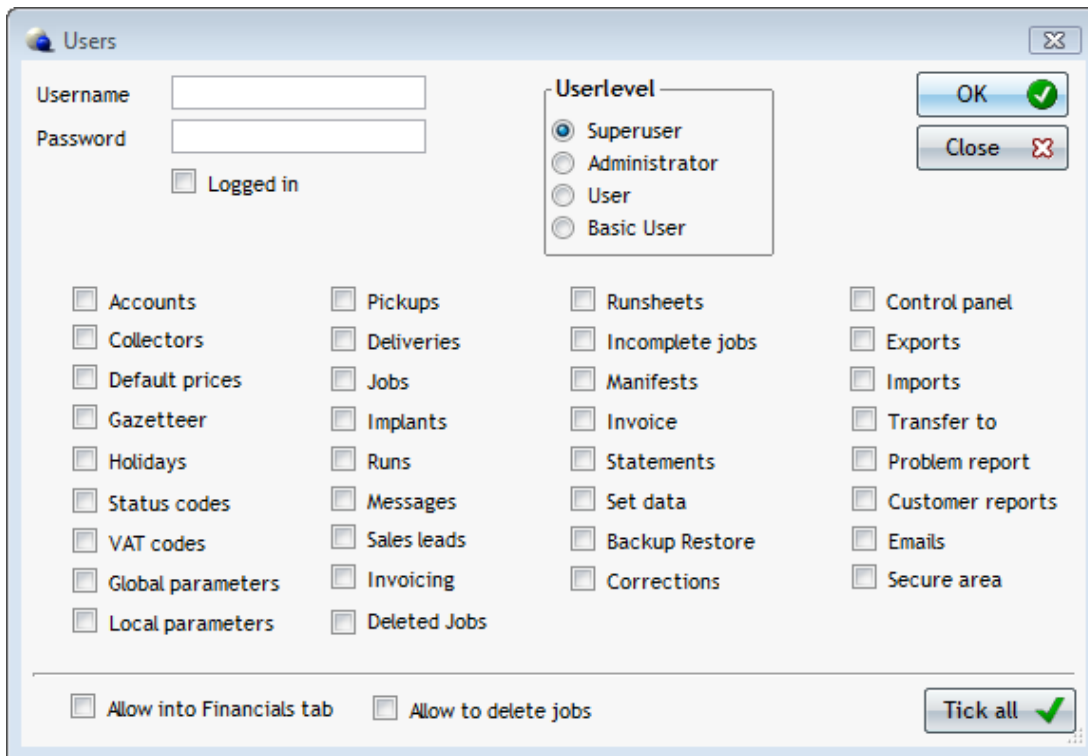 Users
Username
Password
Logged in
Userlevel
Superuser
Administrator
User
Basic User
OK
Close
Accounts
Collectors
Default prices
Gazetteer
Holidays
Status codes
VAT codes
Global parameters
Local parameters
Pickups
Deliveries
Jobs
Implants
Runs
Messages
Sales leads
Invoicing
Deleted Jobs
Runsheets
Incomplete jobs
Manifests
Invoice
Statements
Set data
Backup Restore
Corrections
Control panel
Exports
Imports
Transfer to
Problem report
Customer reports
Emails
Secure area
Allow into Financials tab
Allow to delete jobs
Tick all